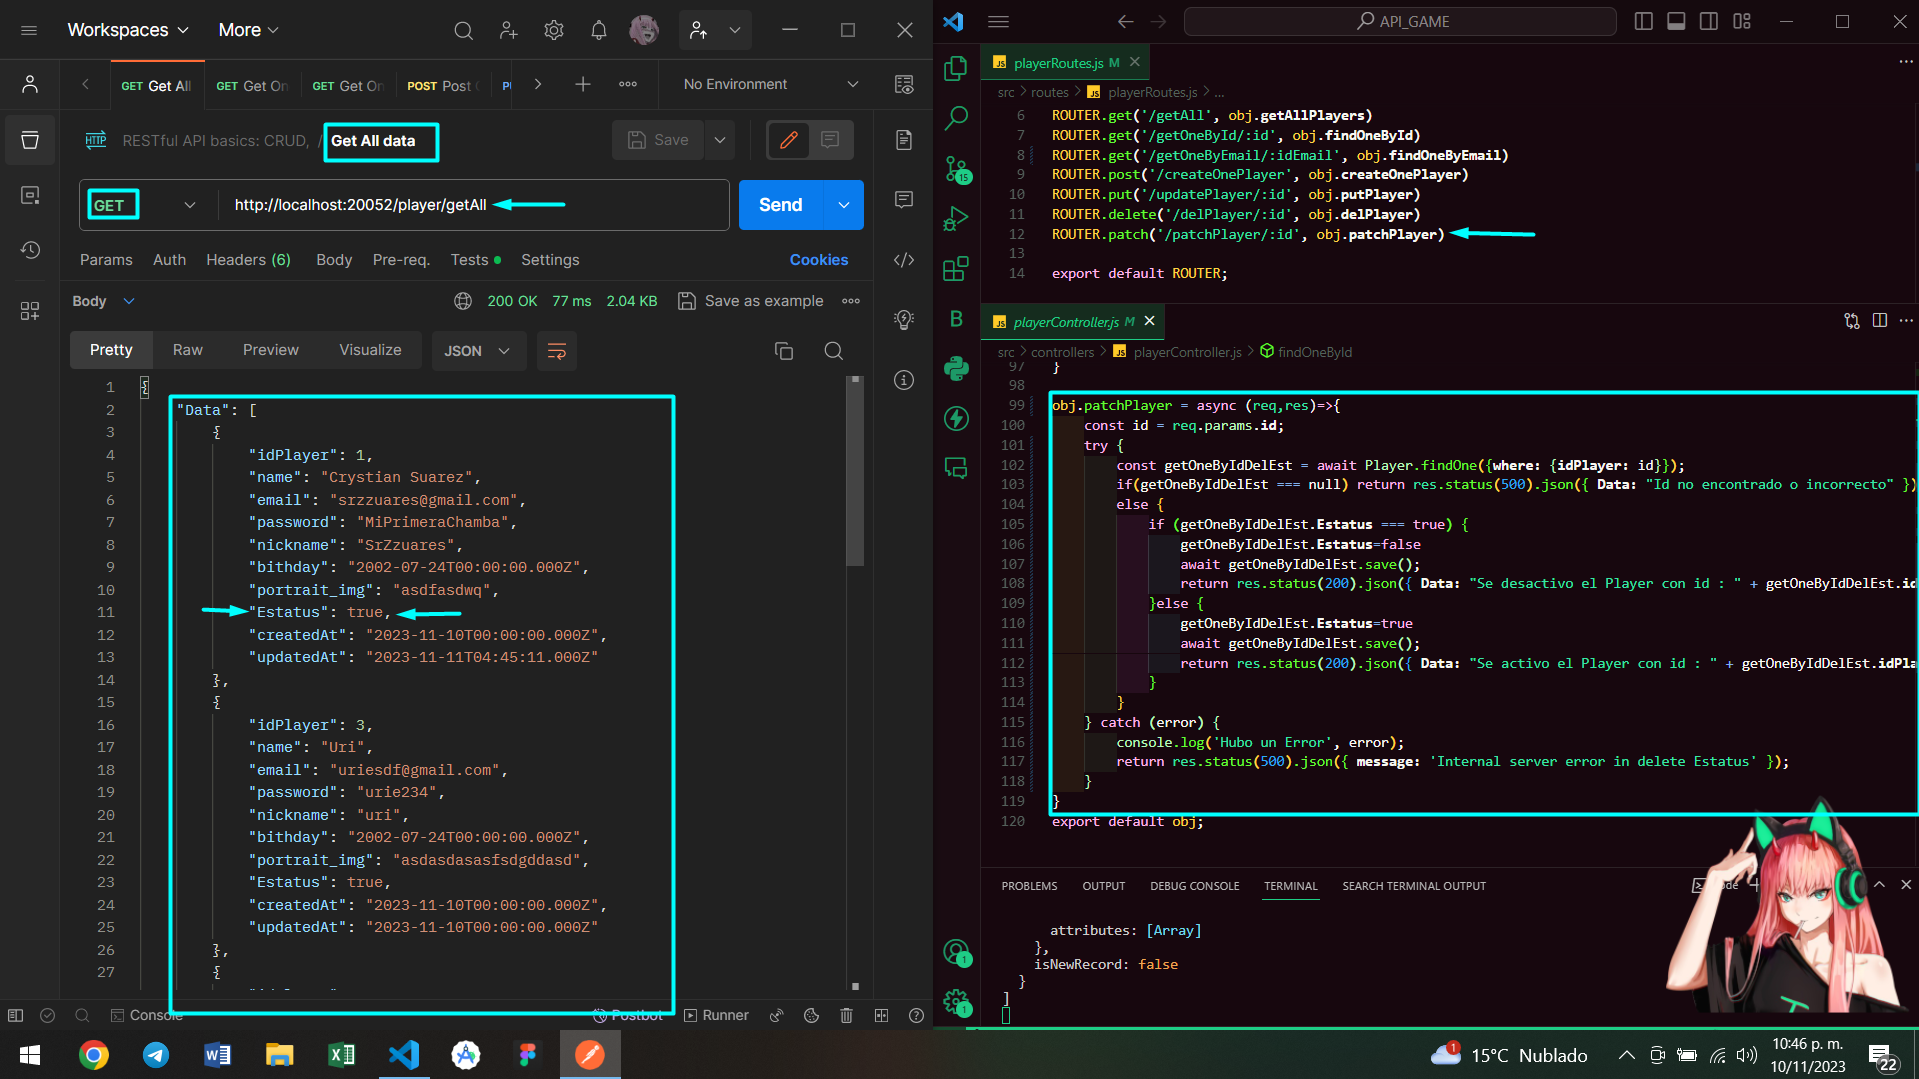 Workspaces
More
GET Get All
GET Get On
GET Get On
POST Post
No Environment
HTTP RESTful API basics: CRUD, / Get All data
Save
GET
http://localhost:20052/player/getAll
Send
Params Auth Headers (6) Body Pre-req. Tests Settings
Cookies
Body
200 OK 77 ms 2.04 KB Save as example
Pretty Raw Preview Visualize JSON
1 {
2 "Data": [
3 {
4 "idPlayer": 1,
5 "name": "Crystian Suarez",
6 "email": "srzzuares@gmail.com",
7 "password": "MiPrimeraChamba",
8 "nickname": "SrZzuares",
9 "bithday": "2002-07-24T00:00:00.000Z",
10 "portrait_img": "asdfasdwq",
11 "Estatus": true,
12 "createdAt": "2023-11-10T00:00:00.000Z",
13 "updatedAt": "2023-11-11T04:45:11.000Z"
14 },
15 {
16 "idPlayer": 3,
17 "name": "Uri",
18 "email": "uriesdf@gmail.com",
19 "password": "urie234",
20 "nickname": "uri",
21 "bithday": "2002-07-24T00:00:00.000Z",
22 "portrait_img": "asdasdasasfsdgddasd",
23 "Estatus": true,
24 "createdAt": "2023-11-10T00:00:00.000Z",
25 "updatedAt": "2023-11-10T00:00:00.000Z"
26 },
27 {
Console
Postbot
Runner
API_GAME
JS playerRoutes.js M
src > routes > JS playerRoutes.js > ...
6 ROUTER.get('/getAll', obj.getAllPlayers)
7 ROUTER.get('/getOneById/:id', obj.findOneById)
8 ROUTER.get('/getOneByEmail/:idEmail', obj.findOneByEmail)
9 ROUTER.post('/createOnePlayer', obj.createOnePlayer)
10 ROUTER.put('/updatePlayer/:id', obj.putPlayer)
11 ROUTER.delete('/delPlayer/:id', obj.delPlayer)
12 ROUTER.patch('/patchPlayer/:id', obj.patchPlayer)
13
14 export default ROUTER;
JS playerController.js M
src > controllers > JS playerController.js > findOneById
97 }
98
99 obj.patchPlayer = async (req,res)=>{
100 const id = req.params.id;
101 try {
102 const getOneByIdDelEst = await Player.findOne({where: {idPlayer: id}});
103 if(getOneByIdDelEst === null) return res.status(500).json({ Data: "Id no encontrado o incorrecto" })
104 else {
105 if (getOneByIdDelEst.Estatus === true) {
106 getOneByIdDelEst.Estatus=false
107 await getOneByIdDelEst.save();
108 return res.status(200).json({ Data: "Se desactivo el Player con id : " + getOneByIdDelEst.id
109 }else {
110 getOneByIdDelEst.Estatus=true
111 await getOneByIdDelEst.save();
112 return res.status(200).json({ Data: "Se activo el Player con id : " + getOneByIdDelEst.idPla
113 }
114 }
115 } catch (error) {
116 console.log('Hubo un Error', error);
117 return res.status(500).json({ message: 'Internal server error in delete Estatus' });
118 }
119 }
120 export default obj;
PROBLEMS OUTPUT DEBUG CONSOLE TERMINAL SEARCH TERMINAL OUTPUT
attributes: [Array]
},
isNewRecord: false
}
]
15
1
1
1
15°C Nublado
10:46 p. m.
10/11/2023
22